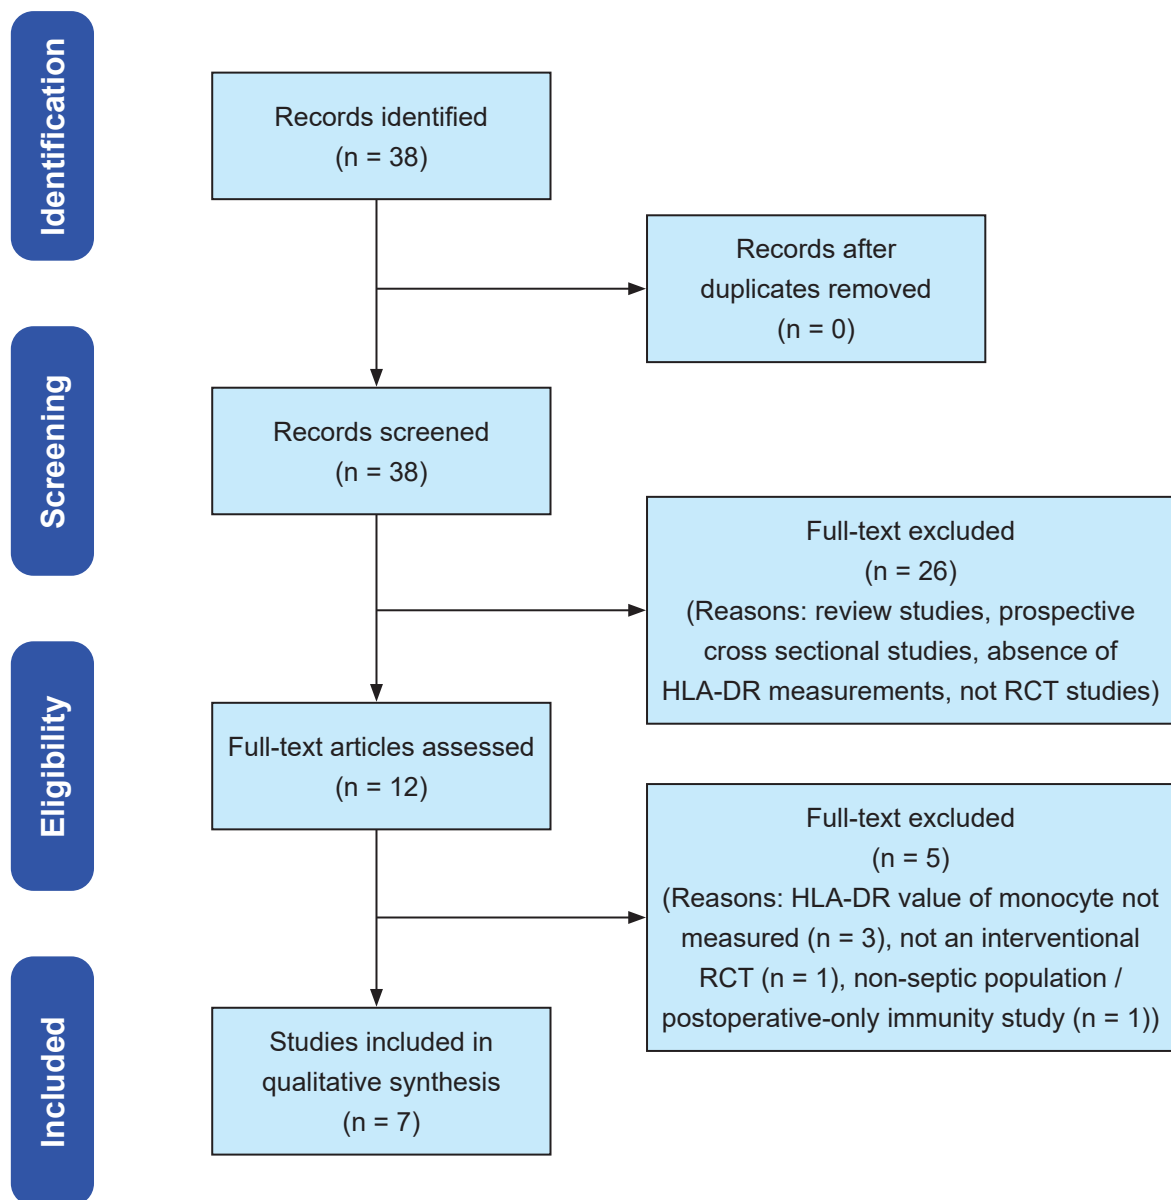 Identification
Records identified
(n = 38)
Records after
duplicates removed
(n = 0)
Screening
Records screened
(n = 38)
Full-text excluded
(n = 26)
(Reasons: review studies, prospective
cross sectional studies, absence of
HLA-DR measurements, not RCT studies)
Eligibility
Full-text articles assessed
(n = 12)
Full-text excluded
(n = 5)
(Reasons: HLA-DR value of monocyte not
measured (n = 3), not an interventional
RCT (n = 1), non-septic population /
postoperative-only immunity study (n = 1))
Included
Studies included in
qualitative synthesis
(n = 7)